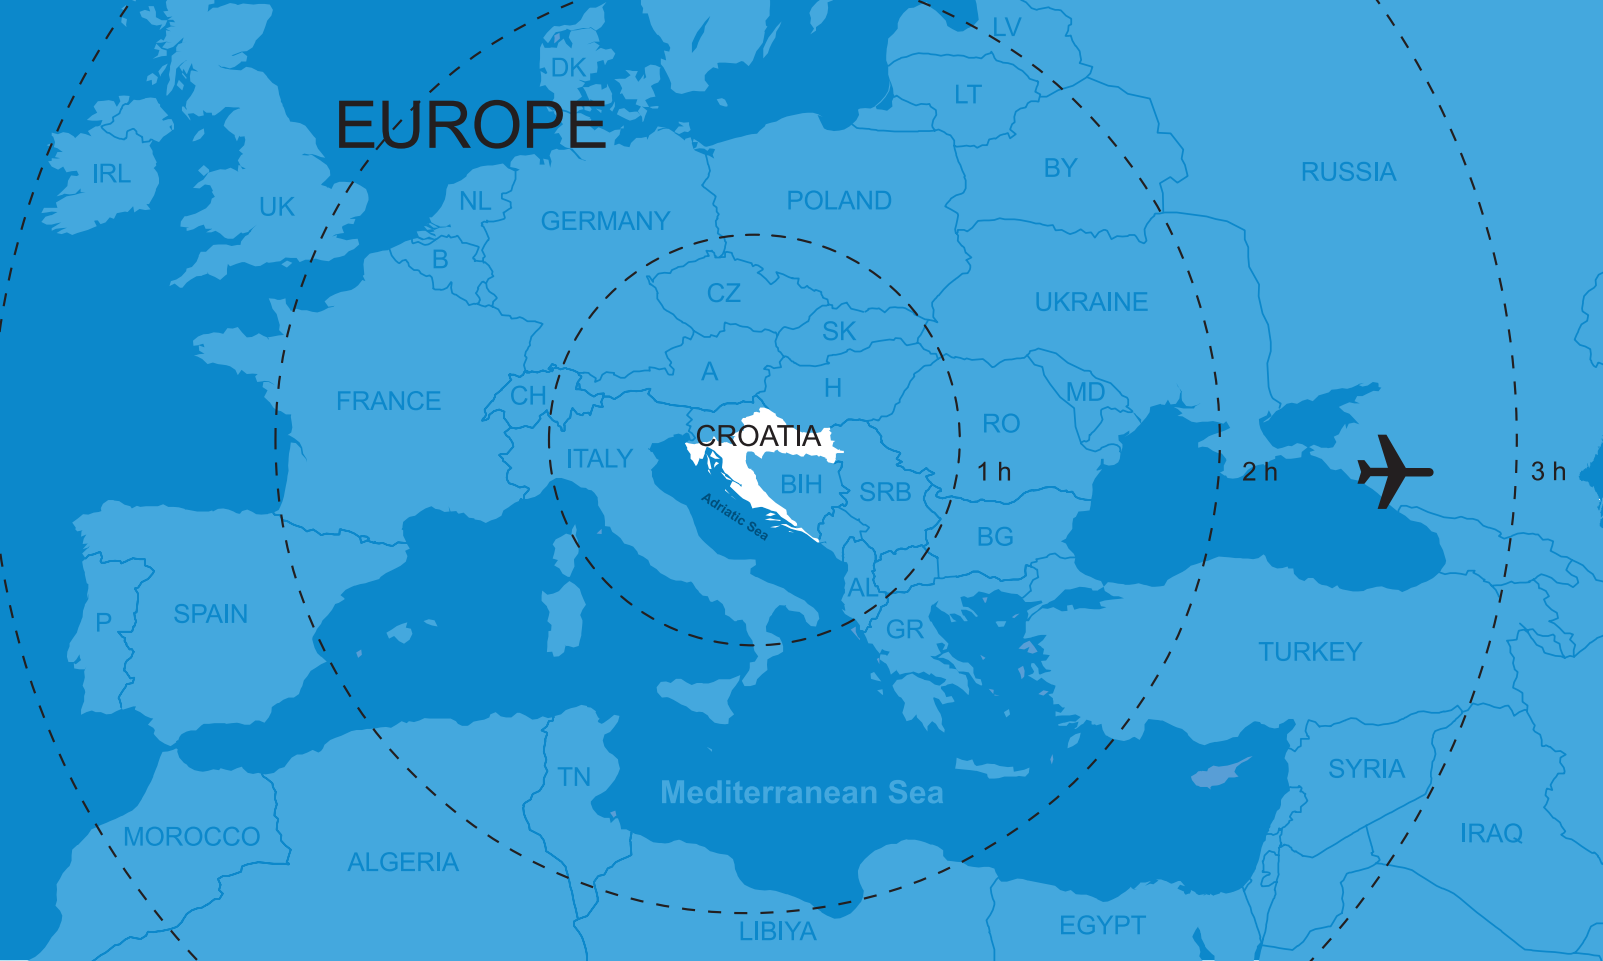 LV
DK
LT
EUROPE
IRL
BY
RUSSIA
UK
NL
GERMANY
POLAND
B
CZ
UKRAINE
SK
A
CH
H
MD
FRANCE
RO
CROATIA
ITALY
1 h
2 h
3 h
BIH
SRB
Adriatic Sea
BG
AL
SPAIN
P
GR
TURKEY
SYRIA
TN
Mediterranean Sea
MOROCCO
IRAQ
ALGERIA
EGYPT
LIBIYA